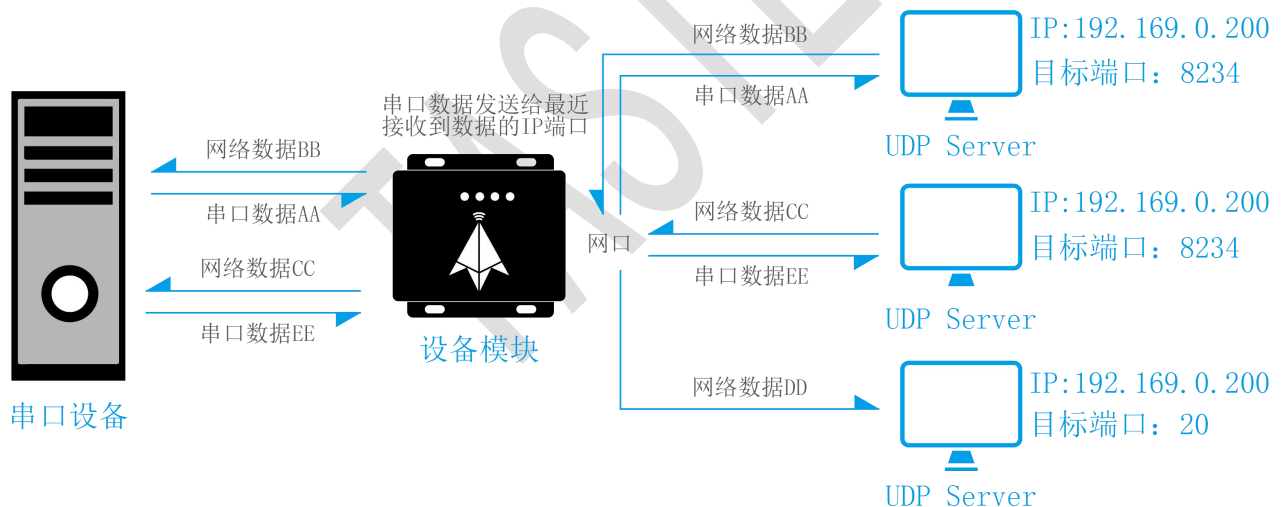 网络数据BB
串口数据AA
IP:192.169.0.200
目标端口：8234
UDP Server
串口数据发送给最近
接收到数据的IP端口
网络数据BB
串口数据AA
网络数据CC
串口数据EE
串口设备
设备模块
网口
网络数据CC
串口数据EE
IP:192.169.0.200
目标端口：8234
UDP Server
网络数据DD
IP:192.169.0.200
目标端口：20
UDP Server